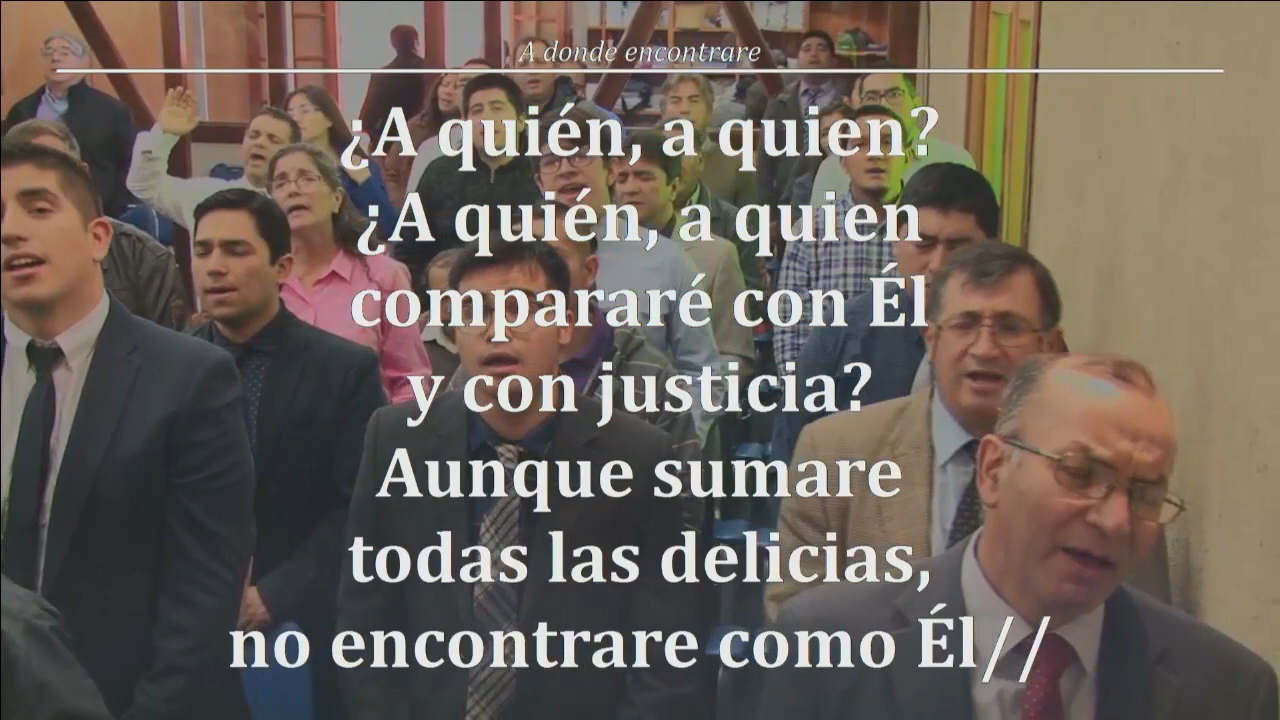 A donde encontrare
¿A quién, a quien?
¿A quién, a quien
compararé con Él
y con justicia?
Aunque sumare
todas las delicias,
no encontrare como Él//